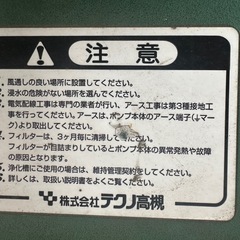 注意
風通しの良い場所に設置してください。
浸水の危険がない場所を選んでください。
電気配線工事は専門の業者が行い、アース工事は第3種接地工
事を行ってください。アースは、ポンプ本体のアース端子(マー
ク)より取出してください。
フィルターは、3ヶ月毎に清掃してください。
フィルターが目詰まりしているとポンプ本体の異常発熱や故障
の原因となります。
浄化槽にご使用の場合は、維持管理契約をしてください。
詳しくは、取扱い説明書をよくご覧ください。
株式会社テクノ高槻